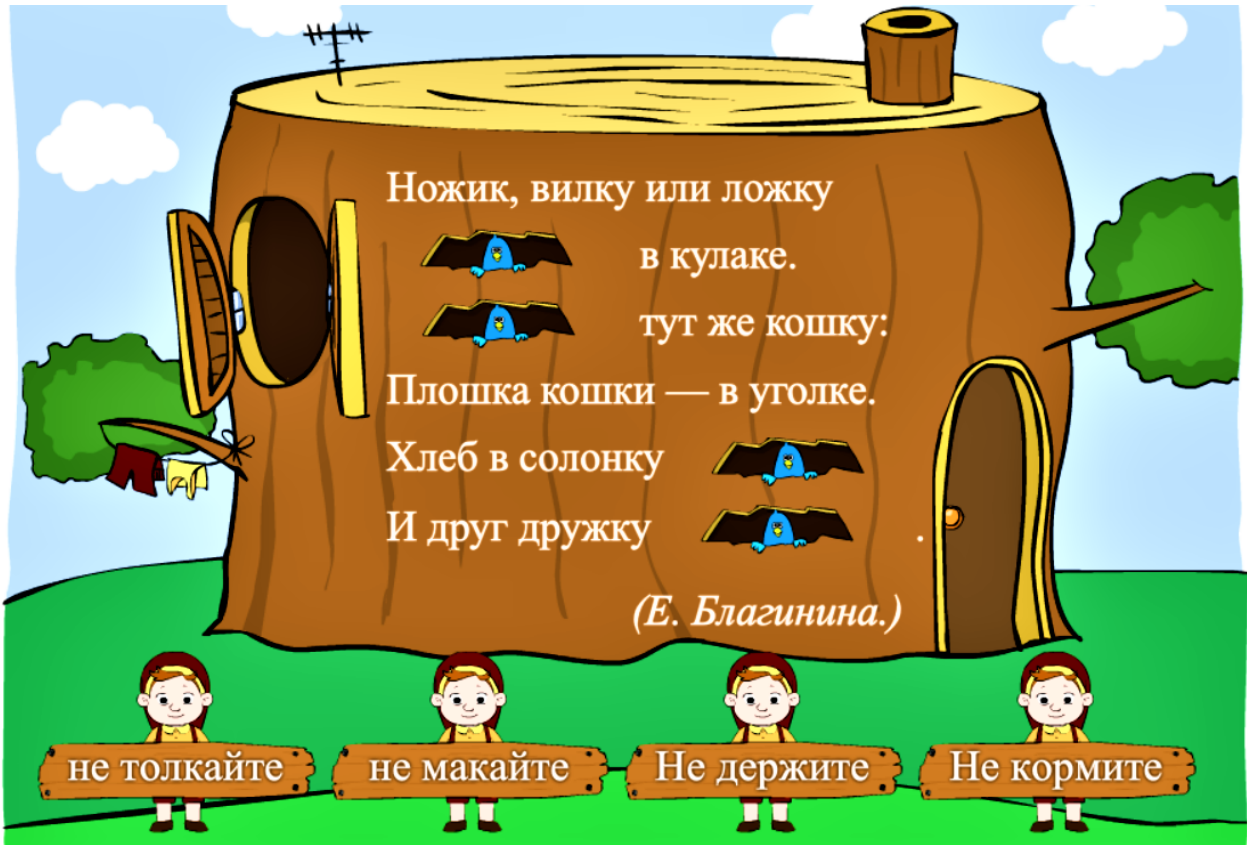 Ножик, вилку или ложку
в кулаке.
тут же кошку:
Плошка кошки — в уголке.
Хлеб в солонку
И друг дружку .
(Е. Благинина.)
не толкайте
не макайте
Не держите
Не кормите